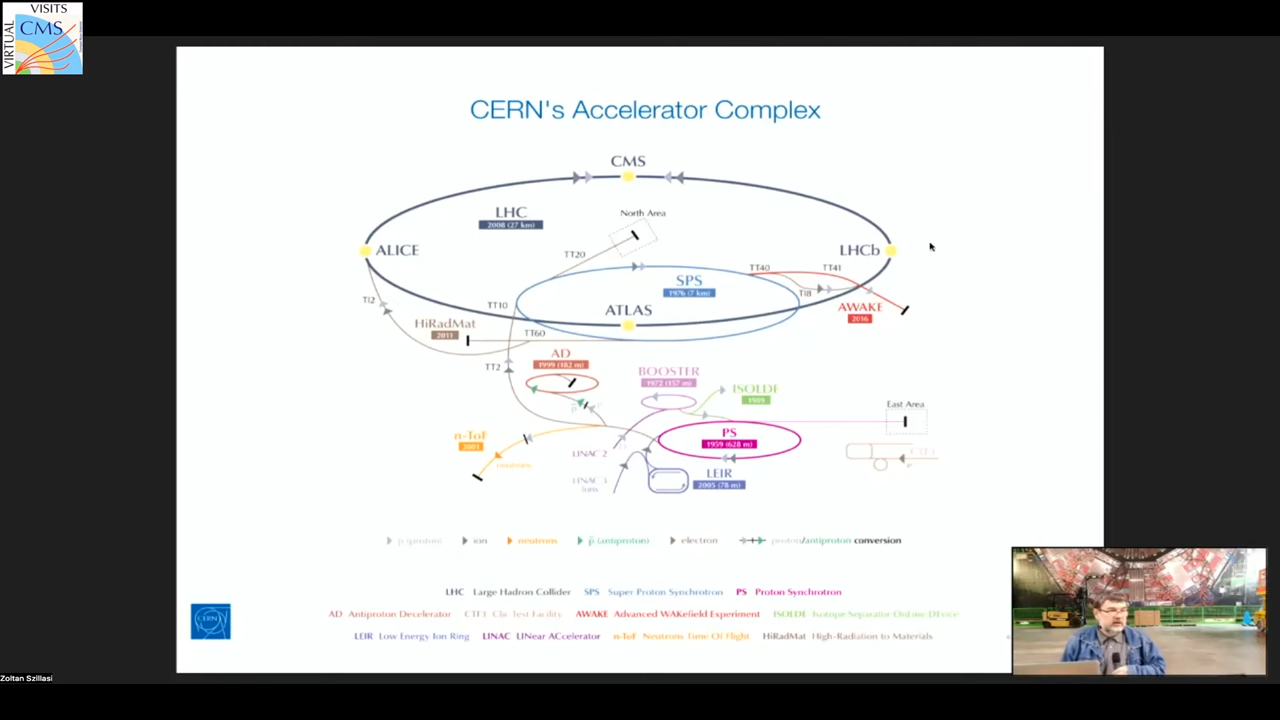 VISITS
CMS
VIRTUAL
CERN's Accelerator Complex
CMS
LHC
2008 (27 km)
North Area
ALICE
LHCb
TT20
TT40
TT41
SPS
1976 (7 km)
TI8
TI2
TT10
ATLAS
AWAKE
2016
HiRadMat
2011
TT60
AD
1999 (182 m)
TT2
BOOSTER
1972 (157 m)
ISOLDE
1989
East Area
p
PS
1959 (628 m)
n-ToF
2001
neutrons
LINAC 2
LEIR
2005 (78 m)
LINAC 3
Ions
CTF3
e-
p (proton) ion neutrons p̄ (antiproton) electron proton/antiproton conversion
LHC Large Hadron Collider SPS Super Proton Synchrotron PS Proton Synchrotron
AD Antiproton Decelerator CTF3 Clic Test Facility AWAKE Advanced WAKefield Experiment ISOLDE Isotope Separator OnLine DEvice
LEIR Low Energy Ion Ring LINAC LINear ACcelerator n-ToF Neutrons Time Of Flight HiRadMat High-Radiation to Materials
CERN
Zoltan Szillasi